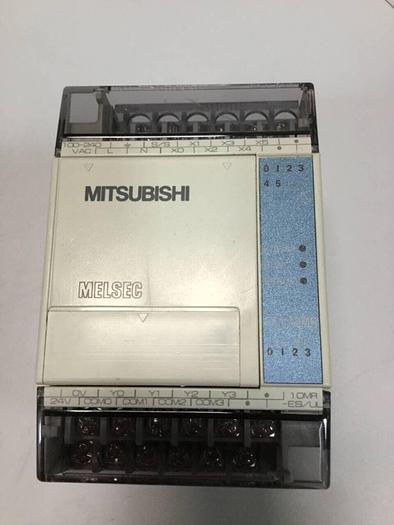 100-240 ⏚ S/S X1 X3 X5 •
VAC L N X0 X2 X4 •
0 1 2 3
4 5
MITSUBISHI
MELSEC
0 1 2 3
0V Y0 Y1 Y2 Y3 • 10MR
24V COM0 COM1 COM2 COM3 • -ES/UL